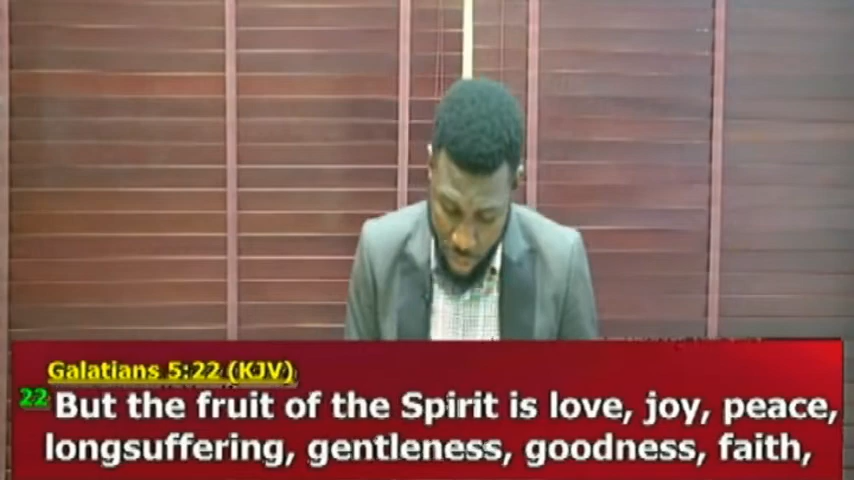 Galatians 5:22 (KJV)
22 But the fruit of the Spirit is love, joy, peace,
longsuffering, gentleness, goodness, faith,